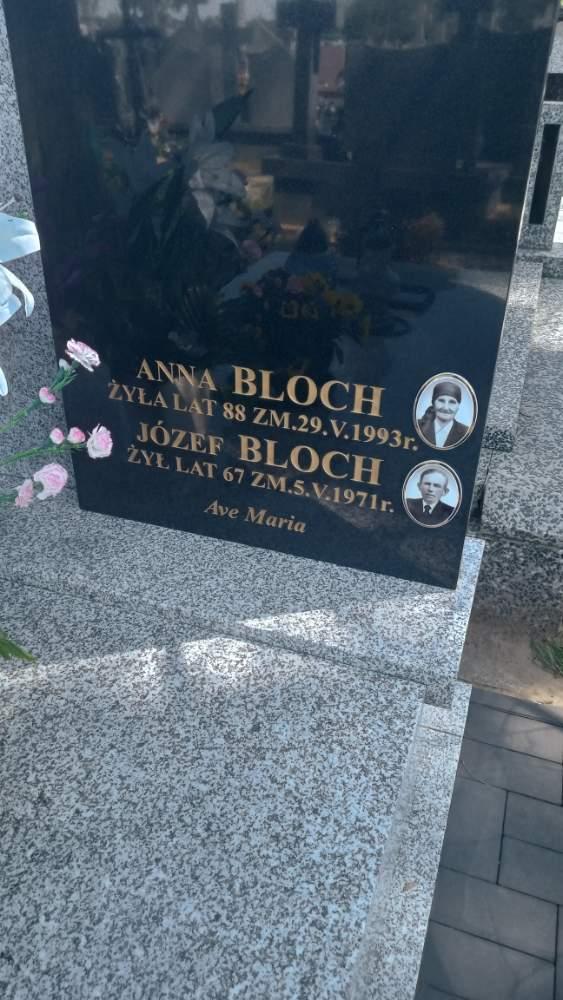 ANNA BLOCH
ŻYŁA LAT 88 ZM.29.V.1993r.
JÓZEF BLOCH
ŻYŁ LAT 67 ZM.5.V.1971r.
Ave Maria